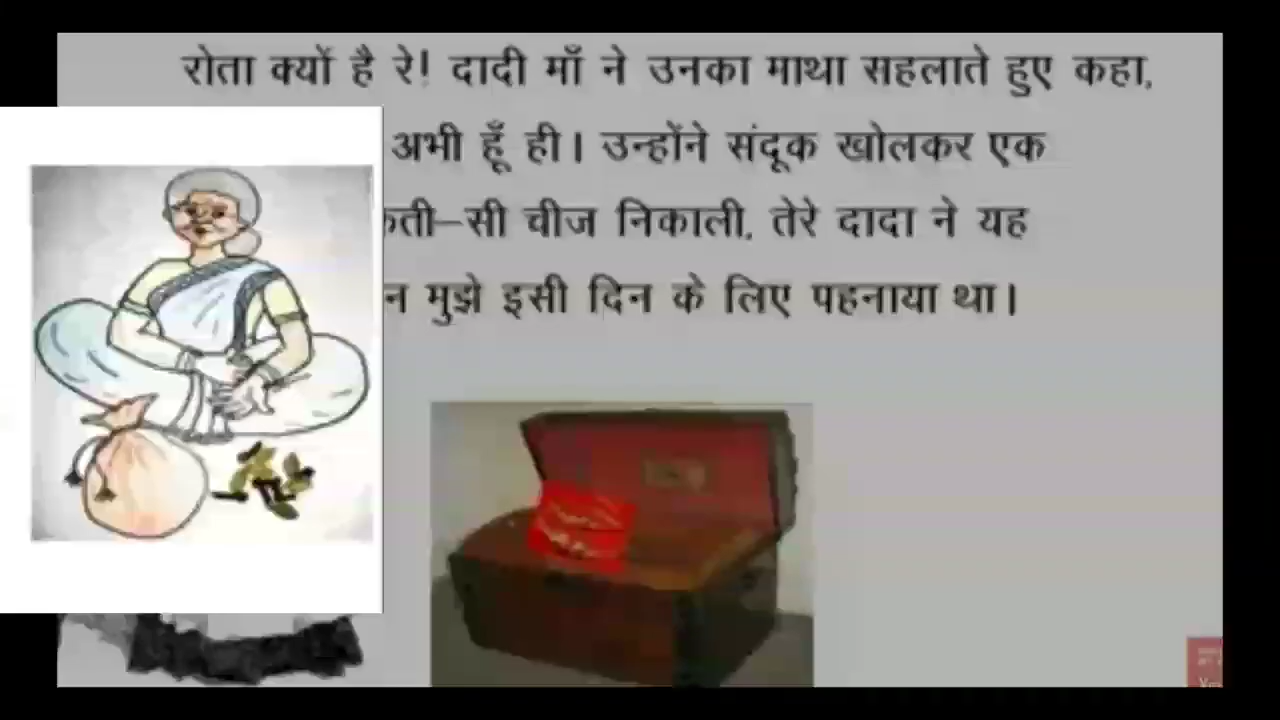 रोता क्यों है रे! दादी माँ ने उनका माथा सहलाते हुए कहा,
अभी हूँ ही। उन्होंने संदूक खोलकर एक
सी चीज निकाली, तेरे दादा ने यह
मुझे इसी दिन के लिए पहनाया था।